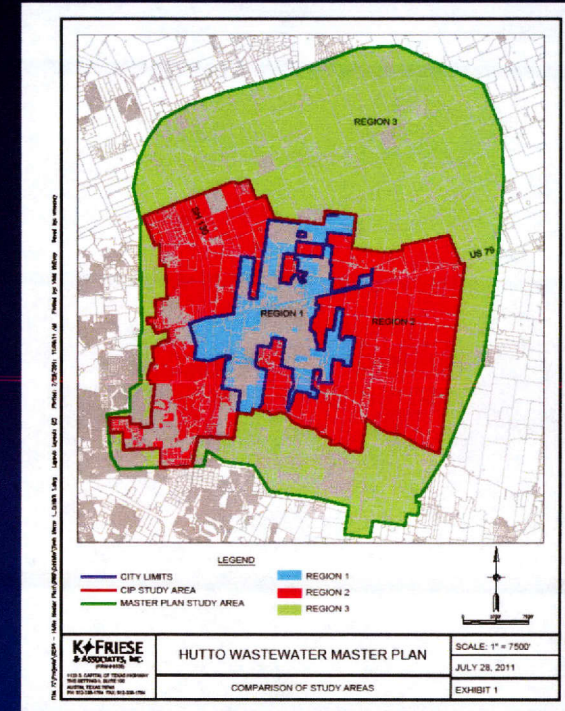 REGION 3
US 79
REGION 1
REGION 2
LEGEND
CITY LIMITS
CIP STUDY AREA
MASTER PLAN STUDY AREA
REGION 1
REGION 2
REGION 3
K FRIESE
& ASSOCIATES, INC.
HUTTO WASTEWATER MASTER PLAN
COMPARISON OF STUDY AREAS
SCALE: 1" = 7500'
JULY 28, 2011
EXHIBIT 1